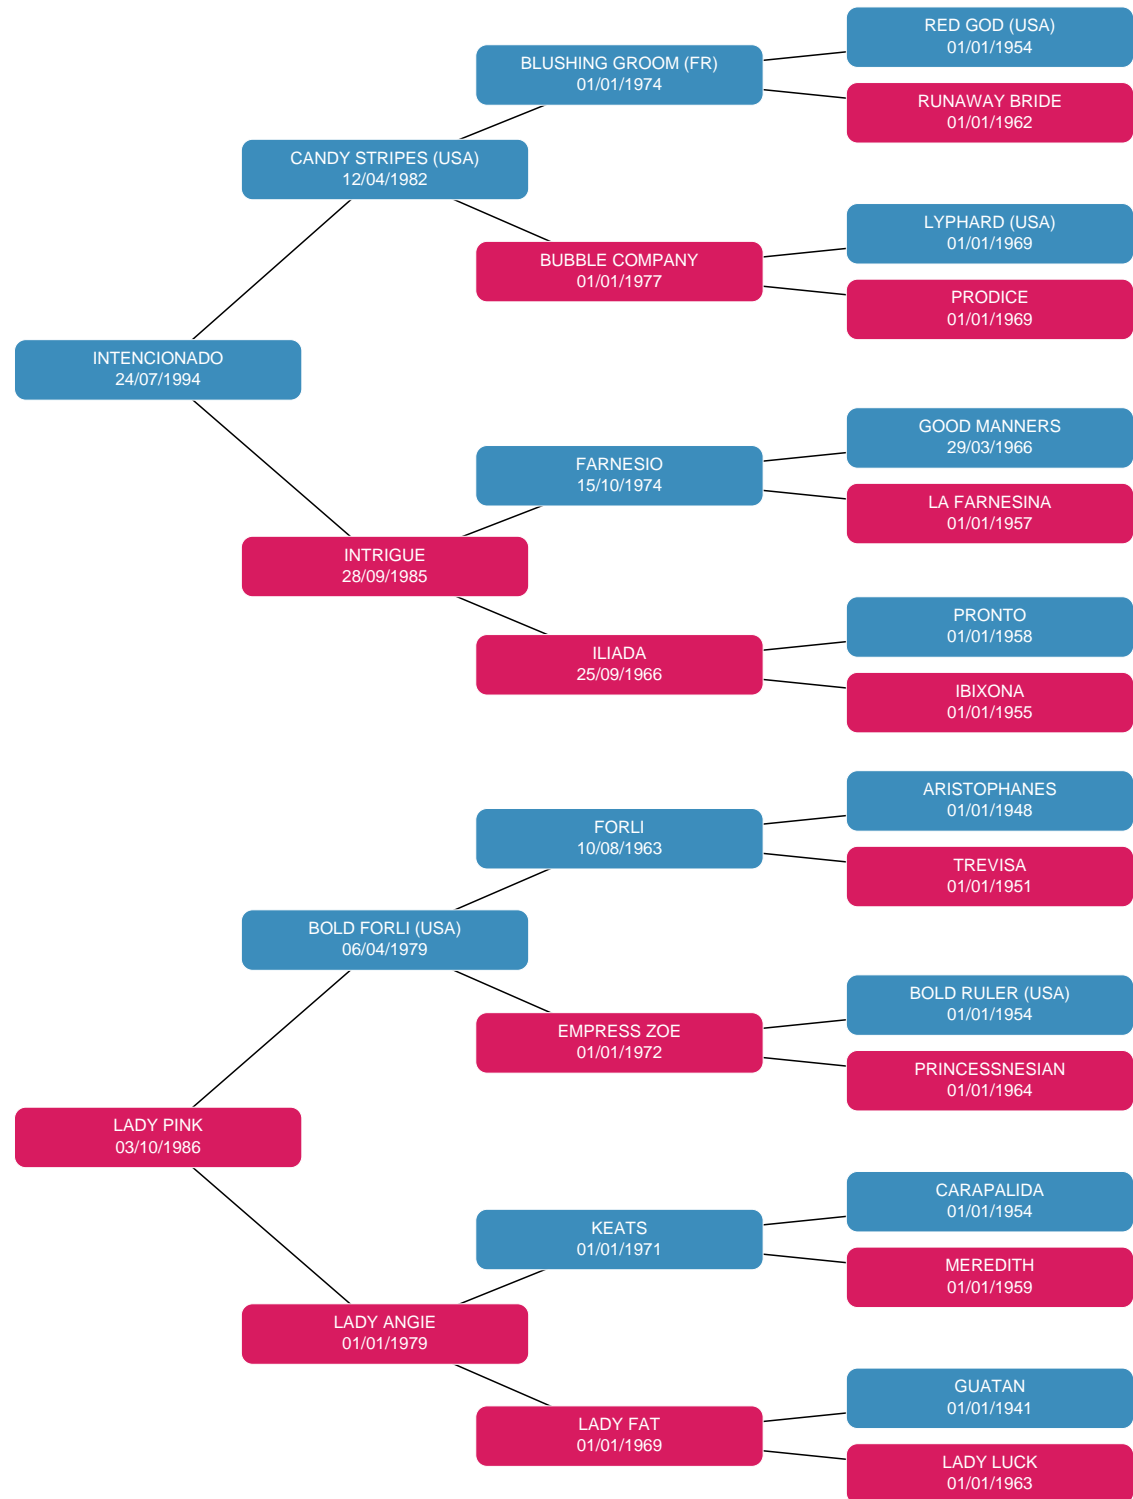 RED GOD (USA)
01/01/1954
BLUSHING GROOM (FR)
01/01/1974
RUNAWAY BRIDE
01/01/1962
CANDY STRIPES (USA)
12/04/1982
LYPHARD (USA)
01/01/1969
BUBBLE COMPANY
01/01/1977
PRODICE
01/01/1969
INTENCIONADO
24/07/1994
GOOD MANNERS
29/03/1966
FARNESIO
15/10/1974
LA FARNESINA
01/01/1957
INTRIGUE
28/09/1985
PRONTO
01/01/1958
ILIADA
25/09/1966
IBIXONA
01/01/1955
ARISTOPHANES
01/01/1948
FORLI
10/08/1963
TREVISA
01/01/1951
BOLD FORLI (USA)
06/04/1979
BOLD RULER (USA)
01/01/1954
EMPRESS ZOE
01/01/1972
PRINCESSNESIAN
01/01/1964
LADY PINK
03/10/1986
CARAPALIDA
01/01/1954
KEATS
01/01/1971
MEREDITH
01/01/1959
LADY ANGIE
01/01/1979
GUATAN
01/01/1941
LADY FAT
01/01/1969
LADY LUCK
01/01/1963